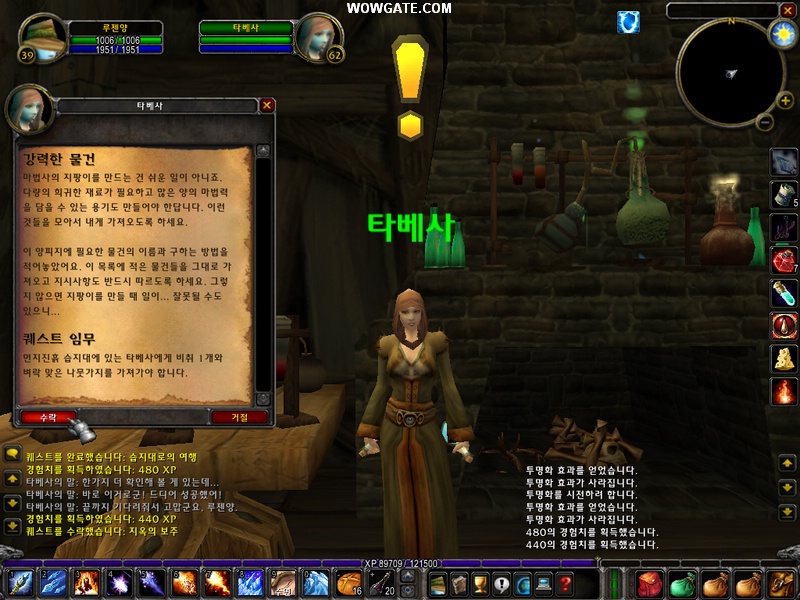 WOWGATE.COM
루젠양
1006 / 1006
1951 / 1951
39
타베사
62
N
타베사
강력한 물건
마법사의 지팡이를 만드는 건 쉬운 일이 아니죠.
다량의 희귀한 재료가 필요하고 많은 양의 마법력
을 담을 수 있는 용기도 만들어야 한답니다. 이런
것들을 모아서 내게 가져오도록 하세요.
이 양피지에 필요한 물건의 이름과 구하는 방법을
적어놓았어요. 이 목록에 적은 물건들을 그대로 가
져오고 지시사항도 반드시 따르도록 하세요. 그렇
지 않으면 지팡이를 만들 때 일이... 잘못될 수도
있으니...
퀘스트 임무
먼지진흙 습지대에 있는 타베사에게 비취 1개와
벼락 맞은 나뭇가지를 가져가야 합니다.
수락
거절
타베사
5
7
퀘스트를 완료했습니다: 습지대로의 여행
경험치를 획득하였습니다: 480 XP
타베사의 말: 한가지 더 확인해 볼 게 있는데...
타베사의 말: 바로 이거로군! 드디어 성공했어!
타베사의 말: 끝까지 기다려줘서 고맙군요, 루젠양.
경험치를 획득하였습니다: 440 XP
퀘스트를 수락했습니다: 지옥의 보주
투명화 효과를 얻었습니다.
투명화 효과가 사라집니다.
투명화를 시전하려 합니다.
투명화 효과를 얻었습니다.
투명화 효과가 사라집니다.
480의 경험치를 획득했습니다.
440의 경험치를 획득했습니다.
XP 89709 / 121500
16
20